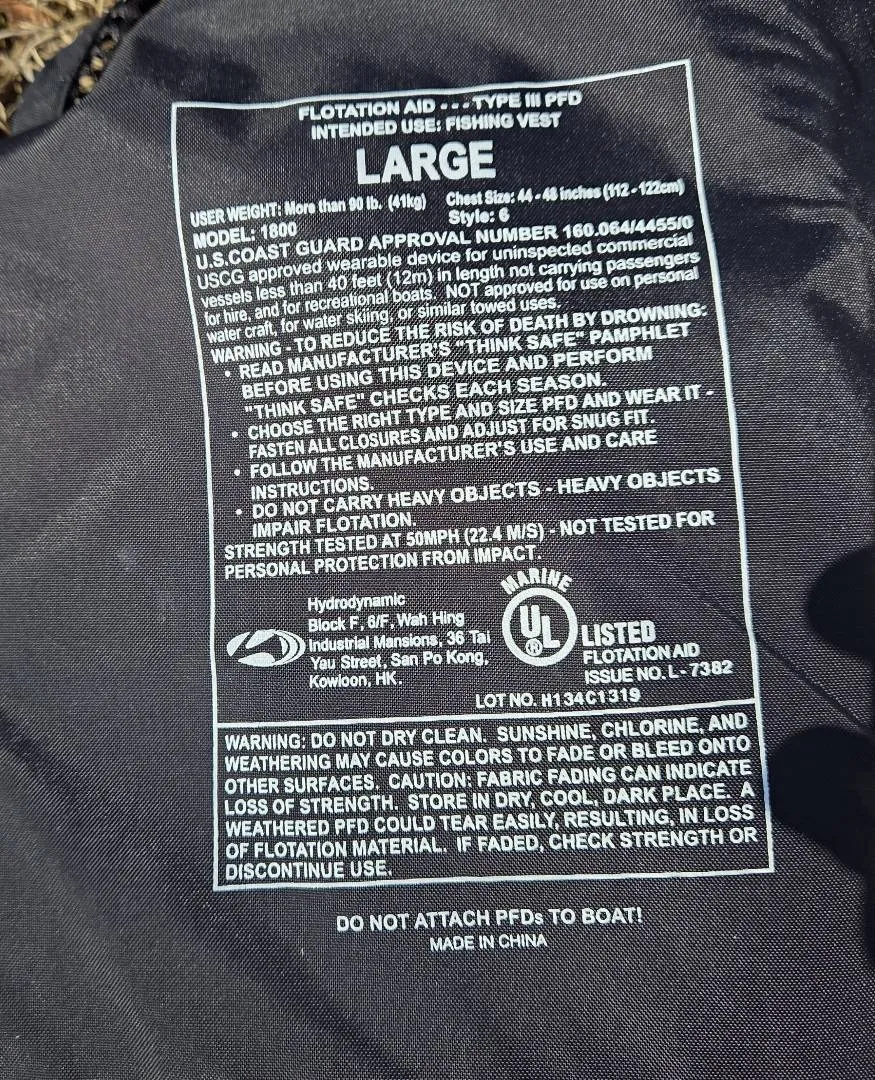 FLOTATION AID --- TYPE III PFD
INTENDED USE: FISHING VEST
LARGE
USER WEIGHT: More than 90 lb. (41kg) Chest Size: 44 - 48 inches (112 - 122cm)
MODEL: 1800 Style: 6
U.S.COAST GUARD APPROVAL NUMBER 160.064/4455/0
USCG approved wearable device for uninspected commercial
vessels less than 40 feet (12m) in length not carrying passengers
for hire, and for recreational boats. NOT approved for use on personal
water craft, for water skiing, or similar towed uses.
WARNING - TO REDUCE THE RISK OF DEATH BY DROWNING:
• READ MANUFACTURER'S "THINK SAFE" PAMPHLET
BEFORE USING THIS DEVICE AND PERFORM
"THINK SAFE" CHECKS EACH SEASON.
• CHOOSE THE RIGHT TYPE AND SIZE PFD AND WEAR IT -
FASTEN ALL CLOSURES AND ADJUST FOR SNUG FIT.
• FOLLOW THE MANUFACTURER'S USE AND CARE
INSTRUCTIONS.
• DO NOT CARRY HEAVY OBJECTS - HEAVY OBJECTS
IMPAIR FLOTATION.
STRENGTH TESTED AT 50MPH (22.4 M/S) - NOT TESTED FOR
PERSONAL PROTECTION FROM IMPACT.
Hydrodynamic
Block F, 6/F, Wah Hing
Industrial Mansions, 36 Tai
Yau Street, San Po Kong,
Kowloon, HK.
MARINE
UL ®
LISTED
FLOTATION AID
ISSUE NO. L - 7382
LOT NO. H134C1319
WARNING: DO NOT DRY CLEAN. SUNSHINE, CHLORINE, AND
WEATHERING MAY CAUSE COLORS TO FADE OR BLEED ONTO
OTHER SURFACES. CAUTION: FABRIC FADING CAN INDICATE
LOSS OF STRENGTH. STORE IN DRY, COOL, DARK PLACE. A
WEATHERED PFD COULD TEAR EASILY, RESULTING, IN LOSS
OF FLOTATION MATERIAL. IF FADED, CHECK STRENGTH OR
DISCONTINUE USE.
DO NOT ATTACH PFDs TO BOAT!
MADE IN CHINA